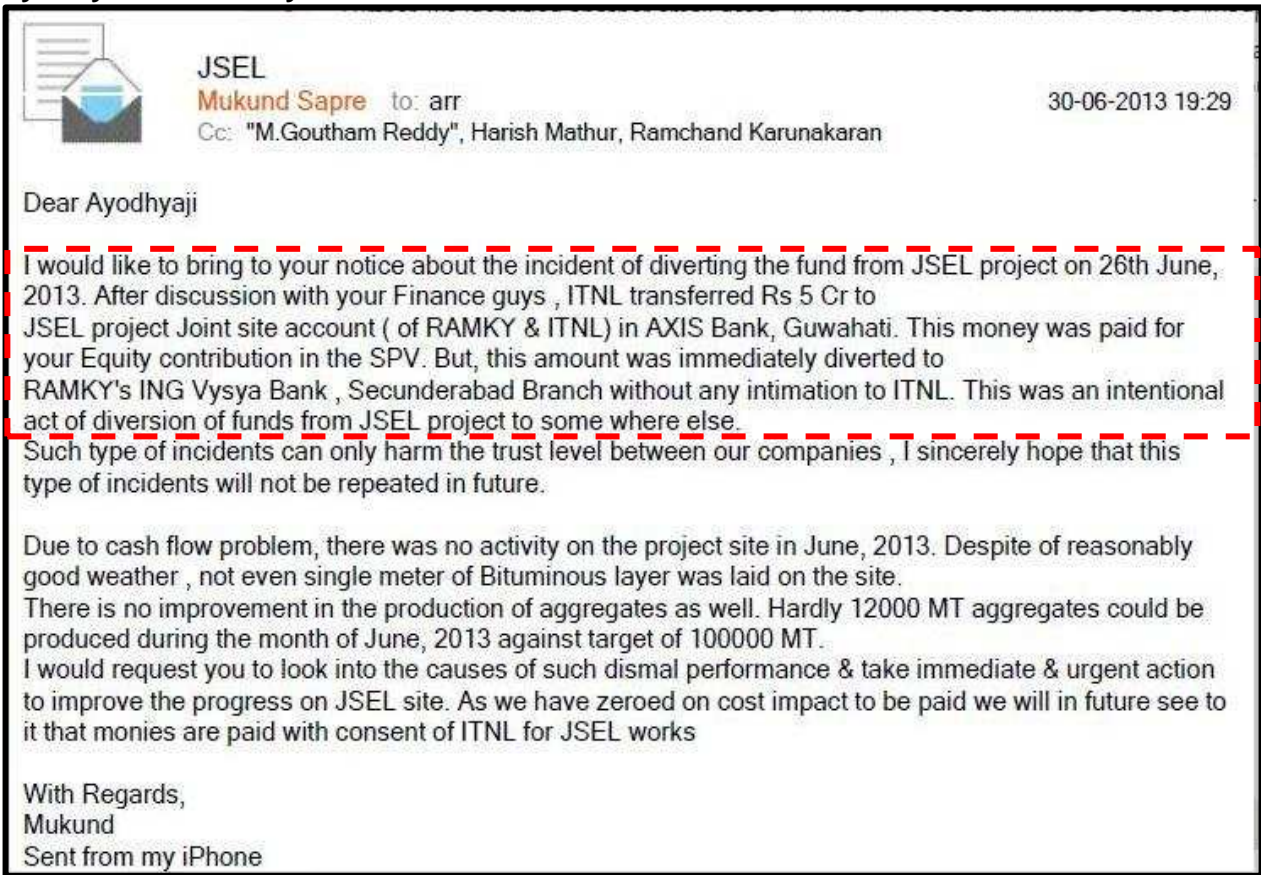 JSEL
Mukund Sapre to: arr 30-06-2013 19:29
Cc: "M.Goutham Reddy", Harish Mathur, Ramchand Karunakaran
Dear Ayodhyaji
I would like to bring to your notice about the incident of diverting the fund from JSEL project on 26th June,
2013. After discussion with your Finance guys , ITNL transferred Rs 5 Cr to
JSEL project Joint site account ( of RAMKY & ITNL) in AXIS Bank, Guwahati. This money was paid for
your Equity contribution in the SPV. But, this amount was immediately diverted to
RAMKY's ING Vysya Bank , Secunderabad Branch without any intimation to ITNL. This was an intentional
act of diversion of funds from JSEL project to some where else.
Such type of incidents can only harm the trust level between our companies , I sincerely hope that this
type of incidents will not be repeated in future.
Due to cash flow problem, there was no activity on the project site in June, 2013. Despite of reasonably
good weather , not even single meter of Bituminous layer was laid on the site.
There is no improvement in the production of aggregates as well. Hardly 12000 MT aggregates could be
produced during the month of June, 2013 against target of 100000 MT.
I would request you to look into the causes of such dismal performance & take immediate & urgent action
to improve the progress on JSEL site. As we have zeroed on cost impact to be paid we will in future see to
it that monies are paid with consent of ITNL for JSEL works
With Regards,
Mukund
Sent from my iPhone